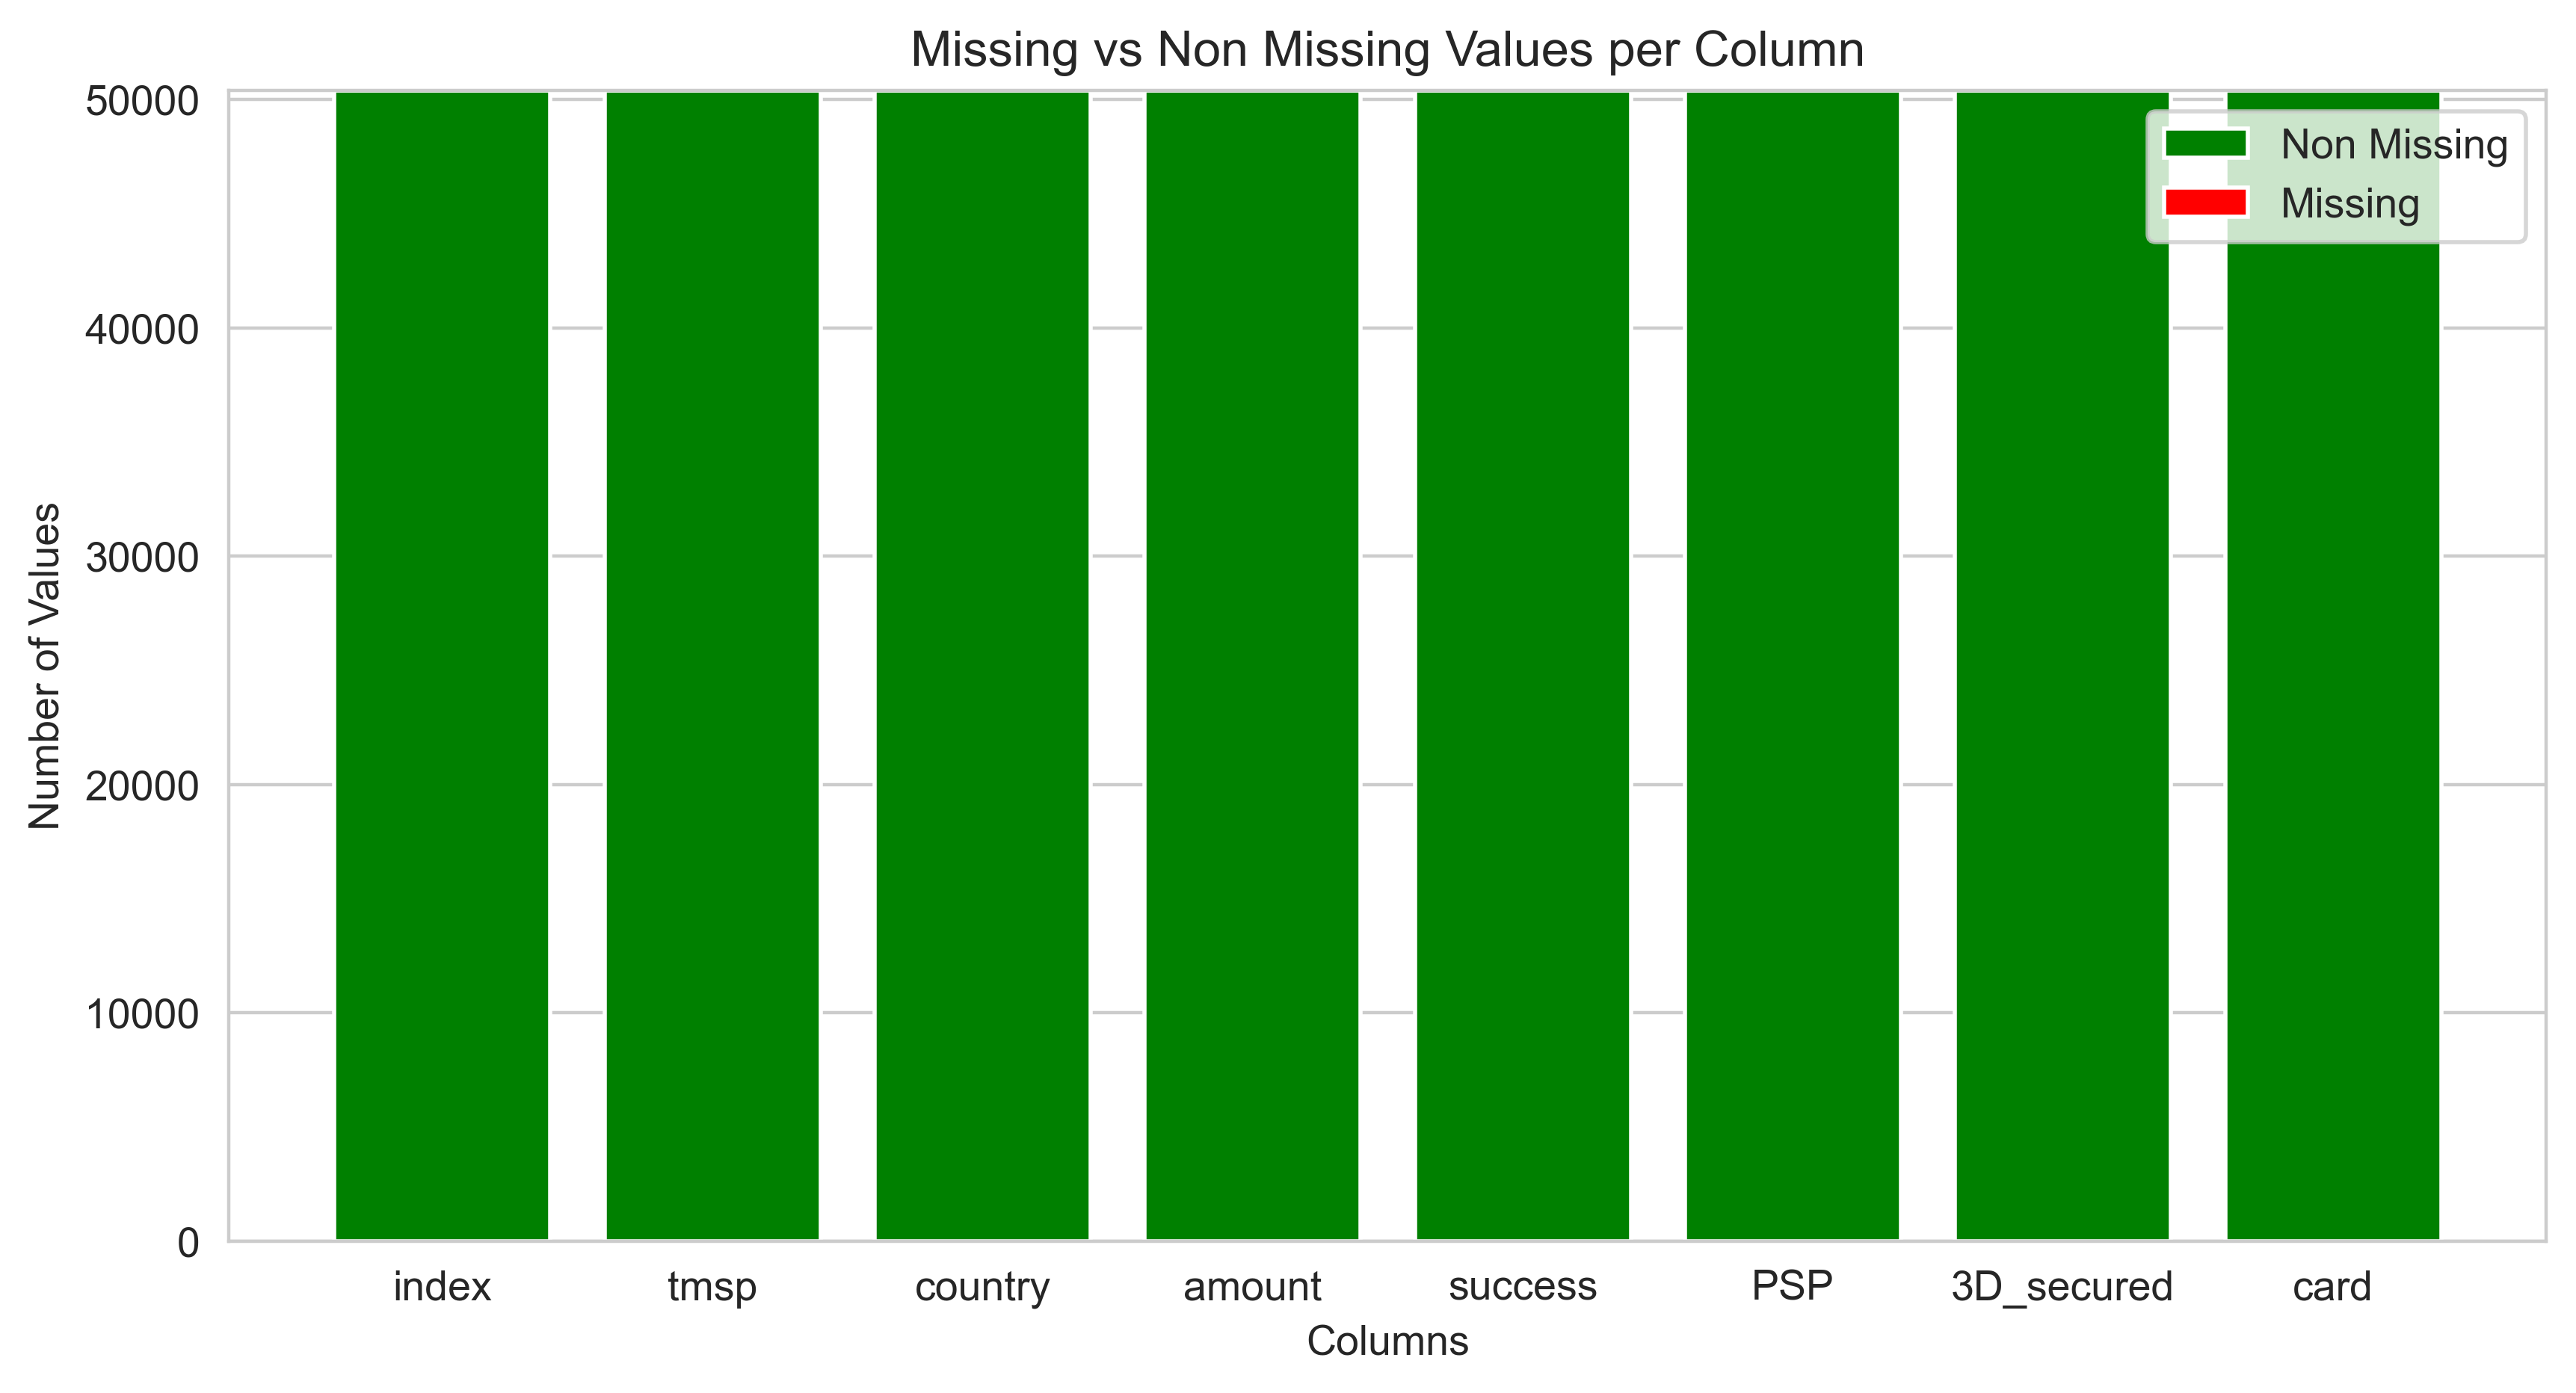 Missing vs Non Missing Values per Column
50000
40000
30000
20000
10000
0
Number of Values
Non Missing
Missing
index tmsp country amount success PSP 3D_secured card
Columns